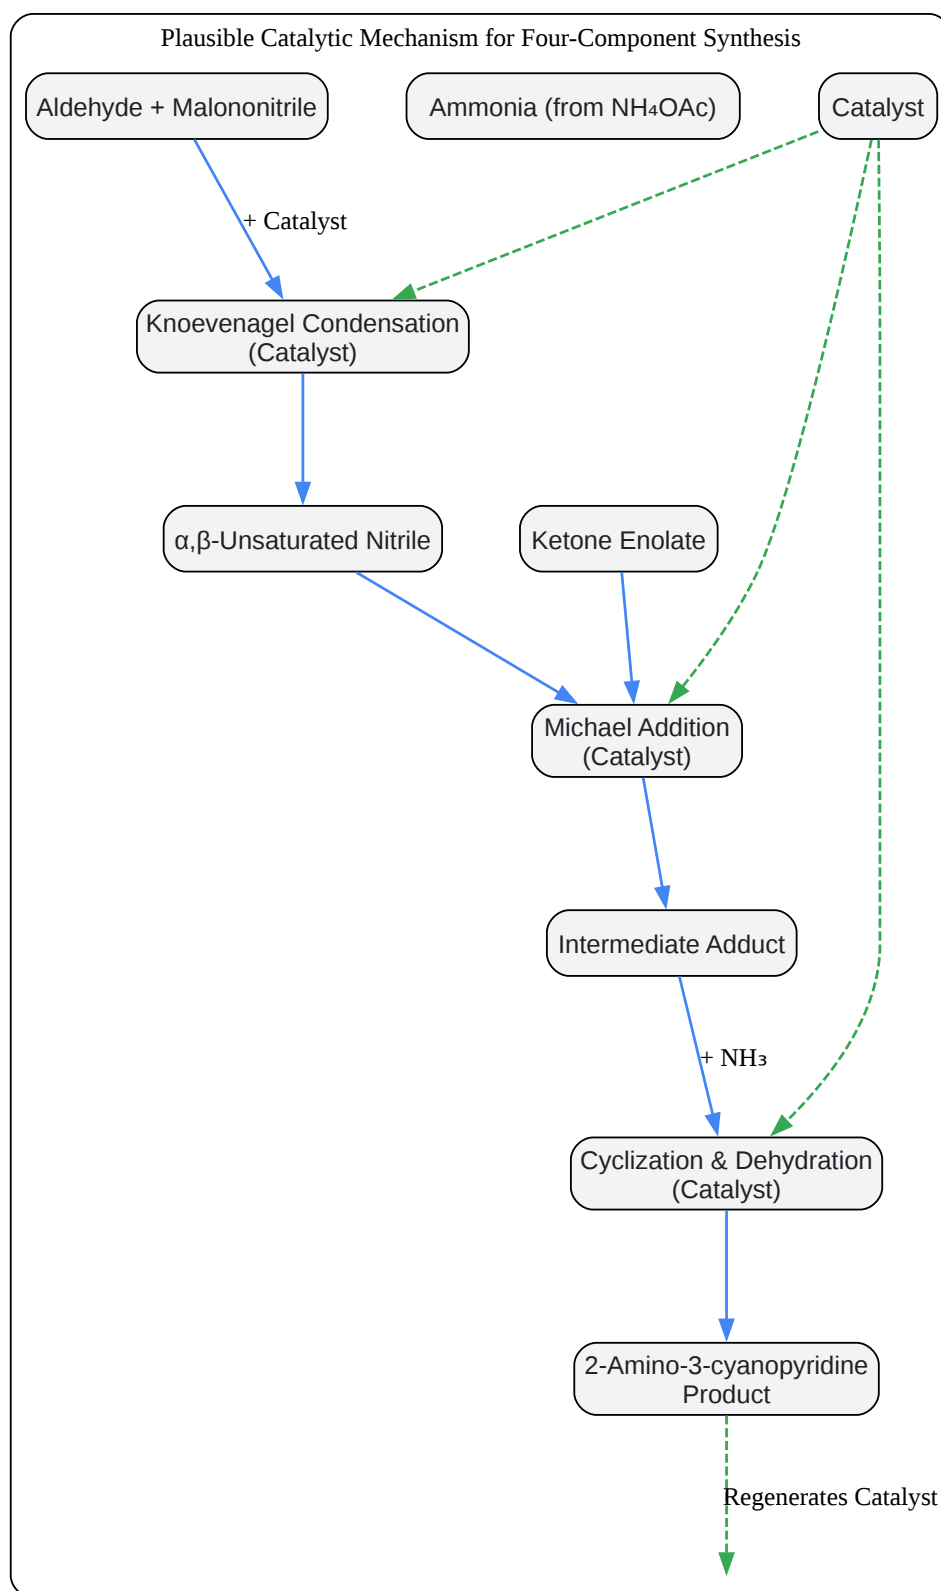 Plausible Catalytic Mechanism for Four-Component Synthesis
Aldehyde + Malononitrile
Ammonia (from NH₄OAc)
Catalyst
+ Catalyst
Knoevenagel Condensation
(Catalyst)
α,β-Unsaturated Nitrile
Ketone Enolate
Michael Addition
(Catalyst)
Intermediate Adduct
+ NH₃
Cyclization & Dehydration
(Catalyst)
2-Amino-3-cyanopyridine
Product
Regenerates Catalyst